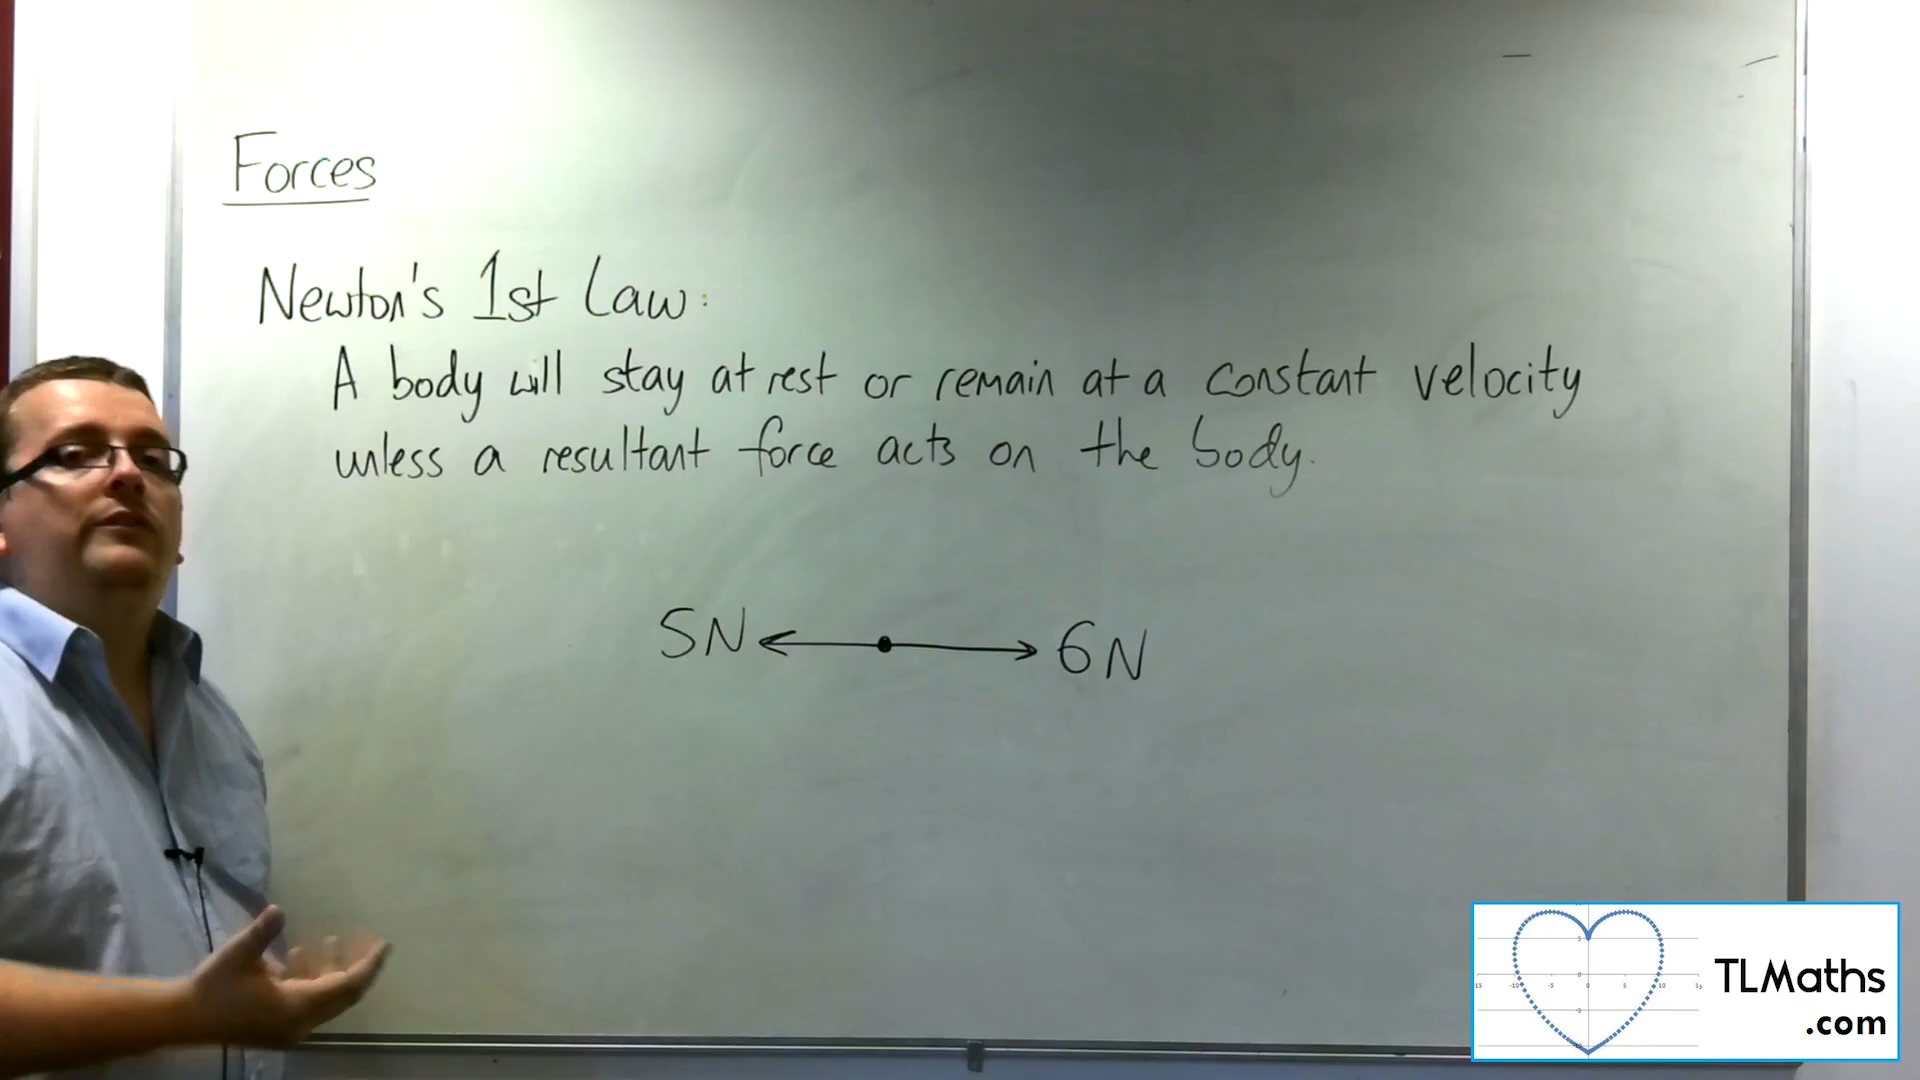 Forces
Newton's 1st Law:
A body will stay at rest or remain at a constant velocity
unless a resultant force acts on the body.
5N 6N
TLMaths
.com